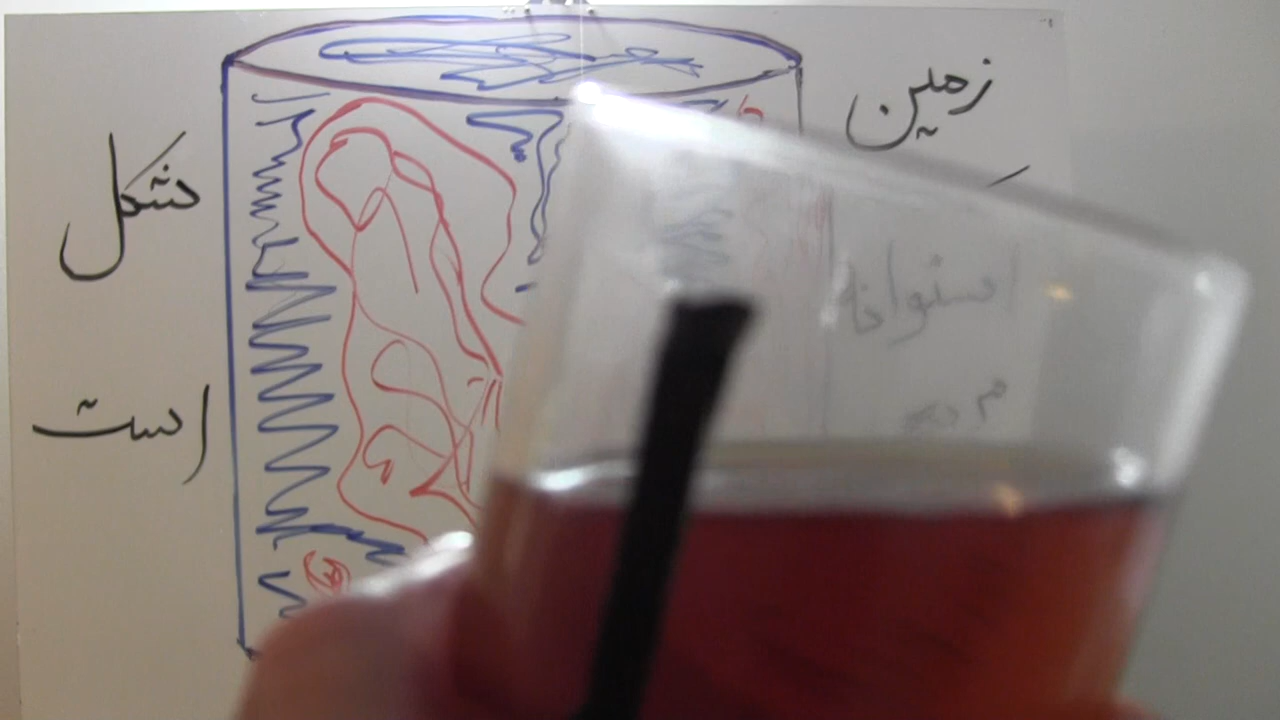 زمین
استوانه
شکل
است